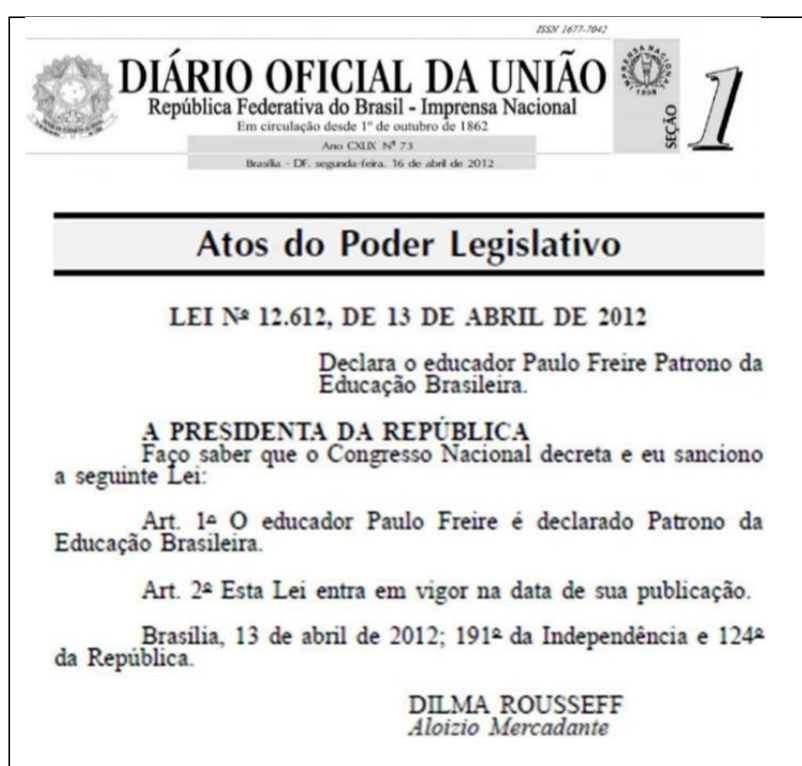 ISSN 1677-7042
DIÁRIO OFICIAL DA UNIÃO
República Federativa do Brasil - Imprensa Nacional
Em circulação desde 1º de outubro de 1862
Ano CXLIX Nº 73
Brasília - DF, segunda-feira, 16 de abril de 2012
IMPRENSA NACIONAL
1808
SEÇÃO
1
Atos do Poder Legislativo
LEI Nº 12.612, DE 13 DE ABRIL DE 2012
Declara o educador Paulo Freire Patrono da
Educação Brasileira.
A PRESIDENTA DA REPÚBLICA
Faço saber que o Congresso Nacional decreta e eu sanciono
a seguinte Lei:
Art. 1º O educador Paulo Freire é declarado Patrono da
Educação Brasileira.
Art. 2º Esta Lei entra em vigor na data de sua publicação.
Brasília, 13 de abril de 2012; 191º da Independência e 124º
da República.
DILMA ROUSSEFF
Aloizio Mercadante